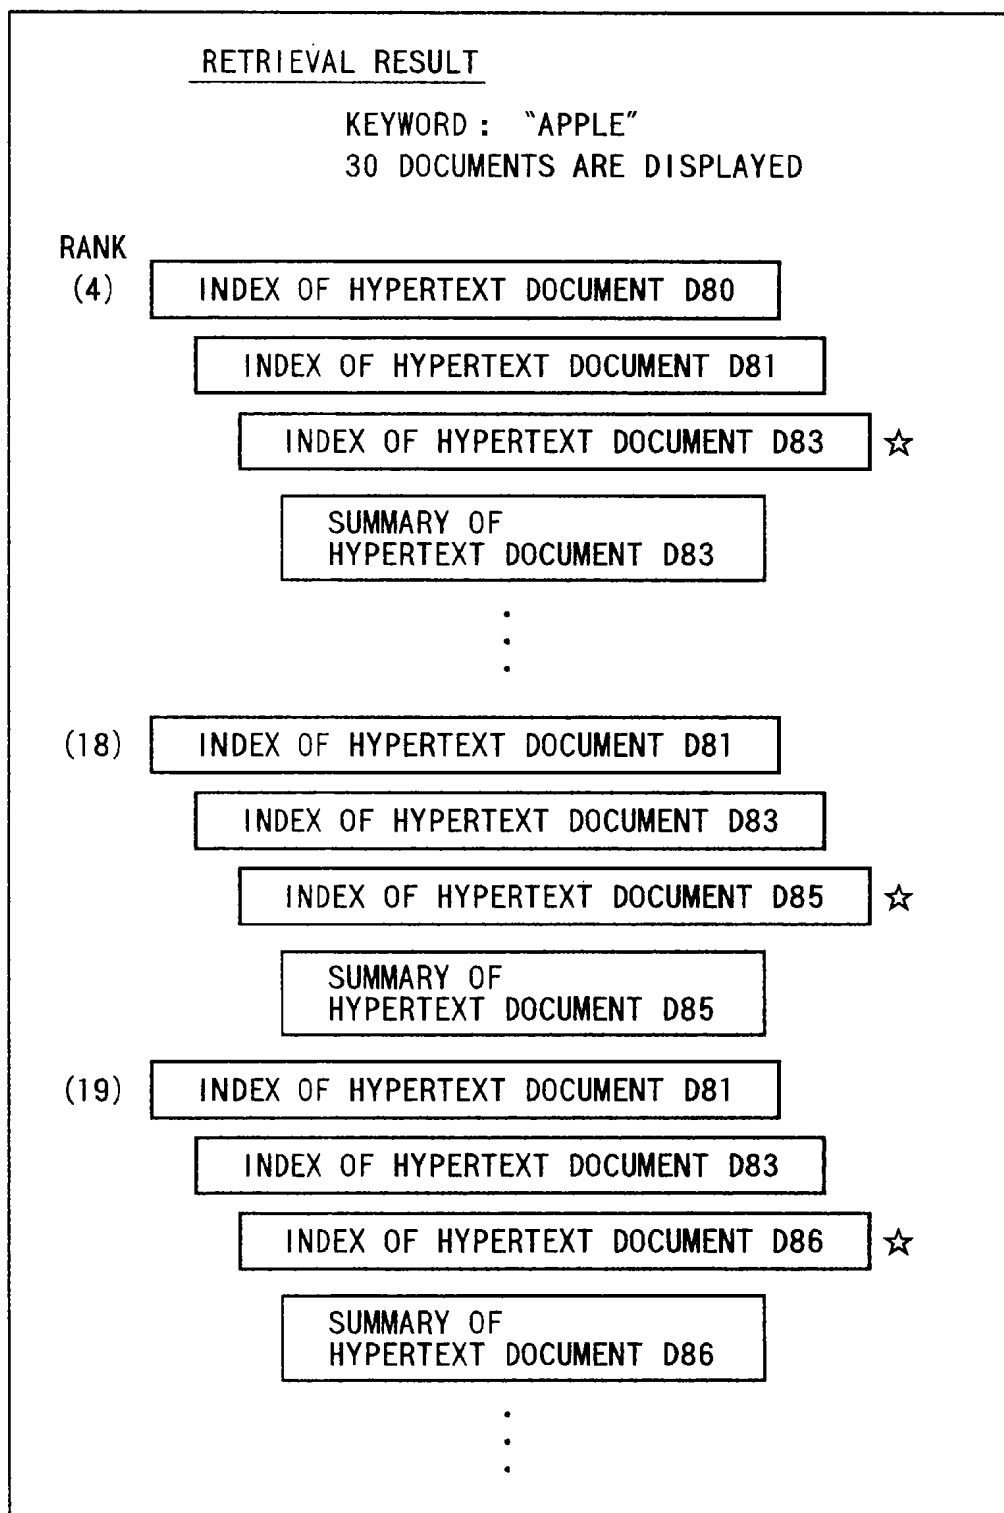 RETRIEVAL RESULT
KEYWORD : "APPLE"
30 DOCUMENTS ARE DISPLAYED
RANK
(4) INDEX OF HYPERTEXT DOCUMENT D80
INDEX OF HYPERTEXT DOCUMENT D81
INDEX OF HYPERTEXT DOCUMENT D83 ☆
SUMMARY OF
HYPERTEXT DOCUMENT D83
(18) INDEX OF HYPERTEXT DOCUMENT D81
INDEX OF HYPERTEXT DOCUMENT D83
INDEX OF HYPERTEXT DOCUMENT D85 ☆
SUMMARY OF
HYPERTEXT DOCUMENT D85
(19) INDEX OF HYPERTEXT DOCUMENT D81
INDEX OF HYPERTEXT DOCUMENT D83
INDEX OF HYPERTEXT DOCUMENT D86 ☆
SUMMARY OF
HYPERTEXT DOCUMENT D86